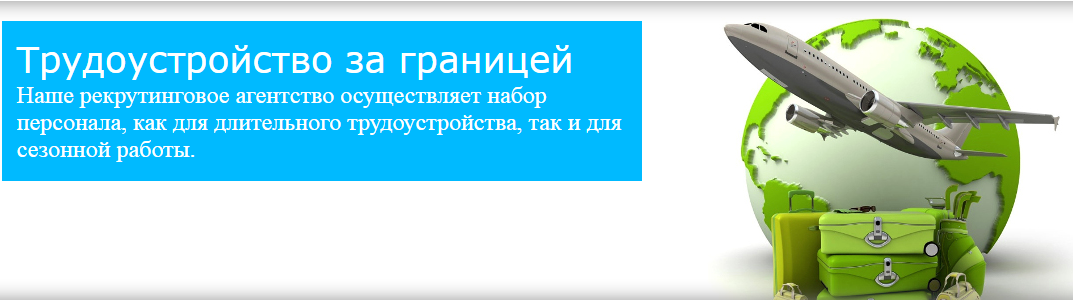 Трудоустройство за границей
Наше рекрутинговое агентство осуществляет набор
персонала, как для длительного трудоустройства, так и для
сезонной работы.